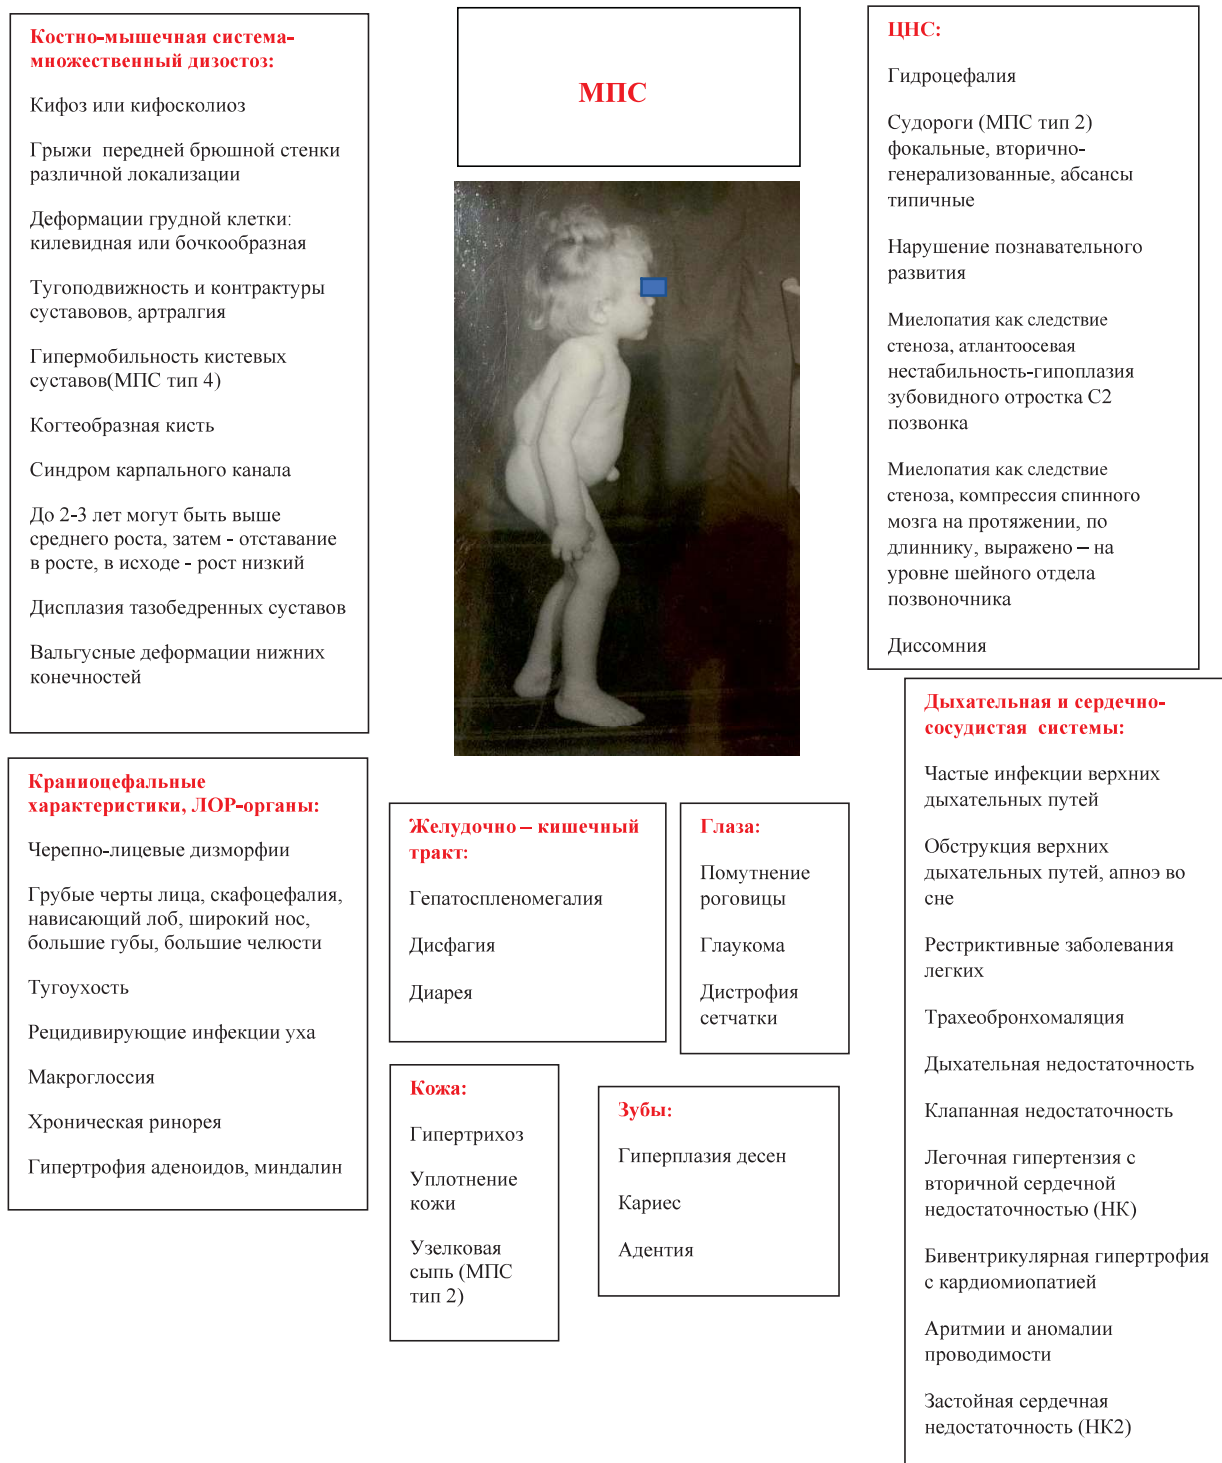 Костно-мышечная система-
множественный дизостоз:
Кифоз или кифосколиоз
Грыжи передней брюшной стенки
различной локализации
Деформации грудной клетки:
килевидная или бочкообразная
Тугоподвижность и контрактуры
суставовов, артралгия
Гипермобильность кистевых
суставов(МПС тип 4)
Когтеобразная кисть
Синдром карпального канала
До 2-3 лет могут быть выше
среднего роста, затем - отставание
в росте, в исходе - рост низкий
Дисплазия тазобедренных суставов
Вальгусные деформации нижних
конечностей
МПС
ЦНС:
Гидроцефалия
Судороги (МПС тип 2)
фокальные, вторично-
генерализованные, абсансы
типичные
Нарушение познавательного
развития
Миелопатия как следствие
стеноза, атлантоосевая
нестабильность-гипоплазия
зубовидного отростка С2
позвонка
Миелопатия как следствие
стеноза, компрессия спинного
мозга на протяжении, по
длиннику, выражено – на
уровне шейного отдела
позвоночника
Диссомния
Краниоцефальные
характеристики, ЛОР-органы:
Черепно-лицевые дизморфии
Грубые черты лица, скафоцефалия,
нависающий лоб, широкий нос,
большие губы, большие челюсти
Тугоухость
Рецидивирующие инфекции уха
Макроглоссия
Хроническая ринорея
Гипертрофия аденоидов, миндалин
Желудочно – кишечный
тракт:
Гепатоспленомегалия
Дисфагия
Диарея
Глаза:
Помутнение
роговицы
Глаукома
Дистрофия
сетчатки
Кожа:
Гипертрихоз
Уплотнение
кожи
Узелковая
сыпь (МПС
тип 2)
Зубы:
Гиперплазия десен
Кариес
Адентия
Дыхательная и сердечно-
сосудистая системы:
Частые инфекции верхних
дыхательных путей
Обструкция верхних
дыхательных путей, апноэ во
сне
Рестриктивные заболевания
легких
Трахеобронхомаляция
Дыхательная недостаточность
Клапанная недостаточность
Легочная гипертензия с
вторичной сердечной
недостаточностью (НК)
Бивентрикулярная гипертрофия
с кардиомиопатией
Аритмии и аномалии
проводимости
Застойная сердечная
недостаточность (НК2)